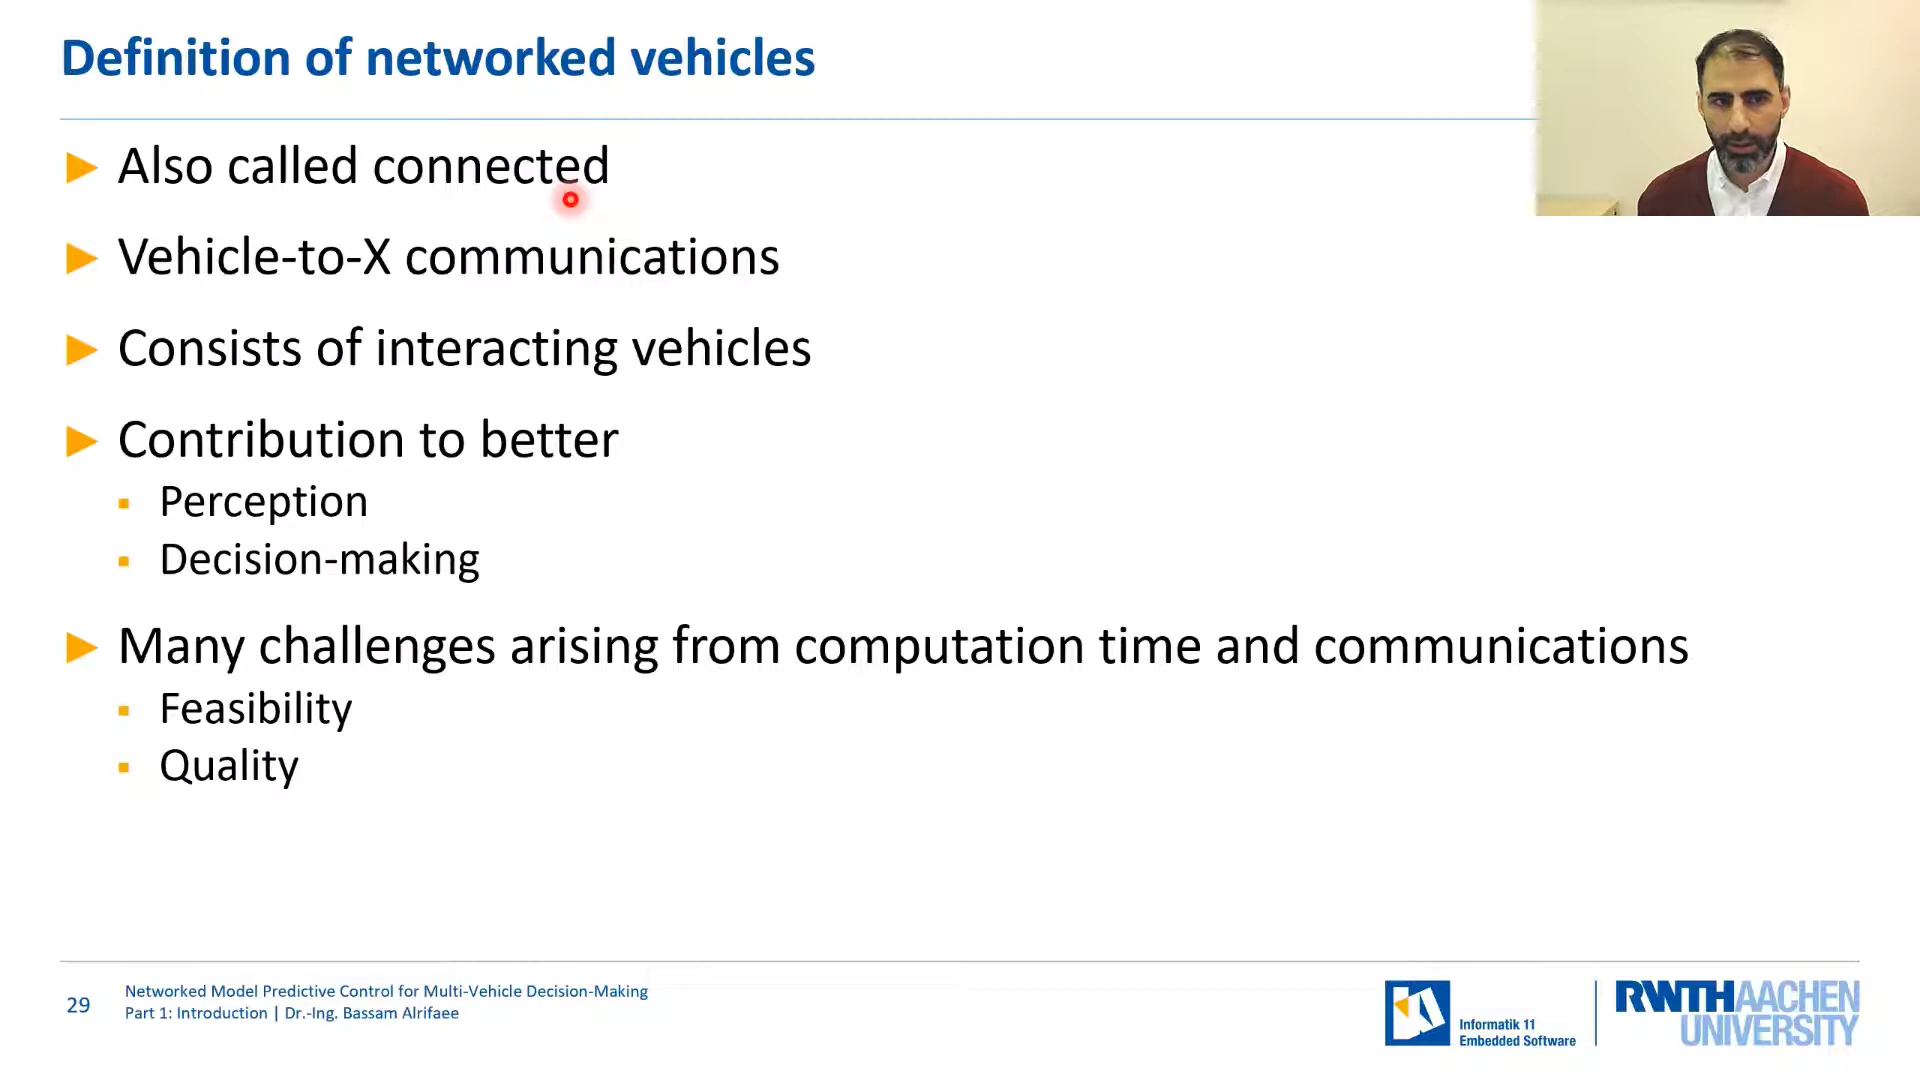 Definition of networked vehicles
Also called connected
Vehicle-to-X communications
Consists of interacting vehicles
Contribution to better
Perception
Decision-making
Many challenges arising from computation time and communications
Feasibility
Quality
29
Networked Model Predictive Control for Multi-Vehicle Decision-Making
Part 1: Introduction | Dr.-Ing. Bassam Alrifaee
Informatik 11
Embedded Software
RWTHAACHEN
UNIVERSITY